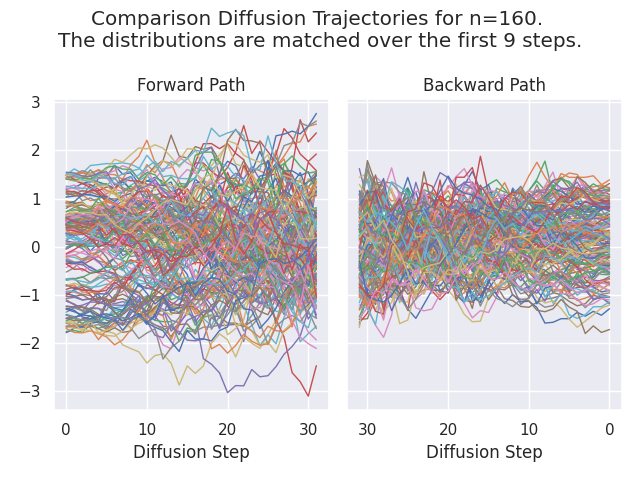 Comparison Diffusion Trajectories for n=160.
The distributions are matched over the first 9 steps.
Forward Path
Backward Path
3
2
1
0
−1
−2
−3
0 10 20 30
30 20 10 0
Diffusion Step
Diffusion Step